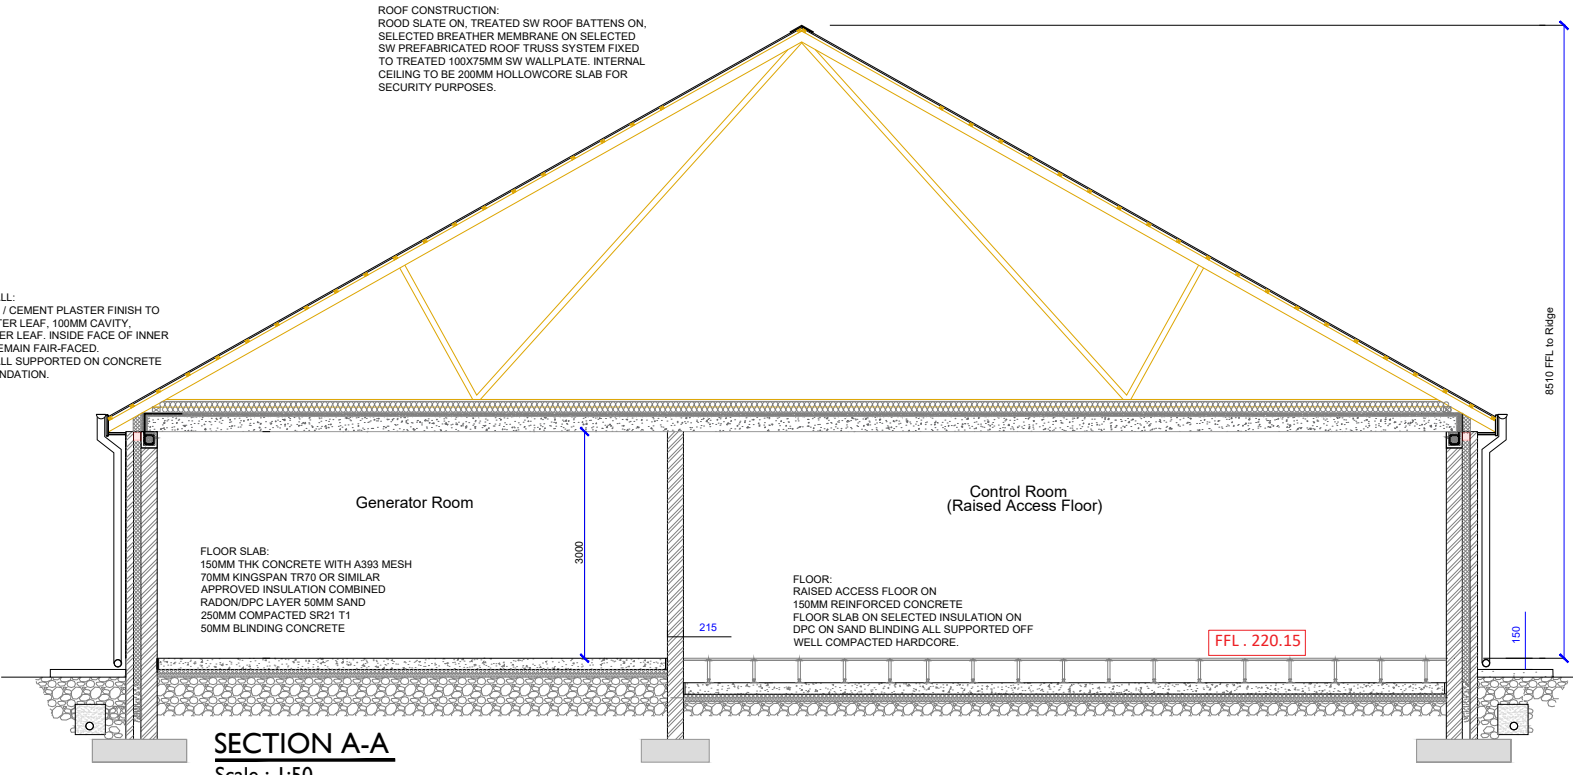 ROOF CONSTRUCTION:
ROOD SLATE ON, TREATED SW ROOF BATTENS ON,
SELECTED BREATHER MEMBRANE ON SELECTED
SW PREFABRICATED ROOF TRUSS SYSTEM FIXED
TO TREATED 100X75MM SW WALLPLATE. INTERNAL
CEILING TO BE 200MM HOLLOWCORE SLAB FOR
SECURITY PURPOSES.
/ CEMENT PLASTER FINISH TO
LEAF, 100MM CAVITY,
LEAF. INSIDE FACE OF INNER
FAIR-FACED.
SUPPORTED ON CONCRETE
8510 FFL to Ridge
Generator Room
Control Room
(Raised Access Floor)
3000
FLOOR SLAB:
150MM THK CONCRETE WITH A393 MESH
70MM KINGSPAN TR70 OR SIMILAR
APPROVED INSULATION COMBINED
RADON/DPC LAYER 50MM SAND
250MM COMPACTED SR21 T1
50MM BLINDING CONCRETE
FLOOR:
RAISED ACCESS FLOOR ON
150MM REINFORCED CONCRETE
FLOOR SLAB ON SELECTED INSULATION ON
DPC ON SAND BLINDING ALL SUPPORTED OFF
WELL COMPACTED HARDCORE.
215
FFL . 220.15
150
SECTION A-A
Scale : 1:50